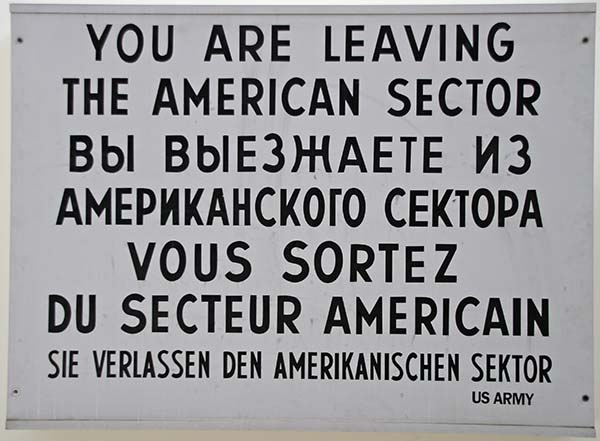 YOU ARE LEAVING
THE AMERICAN SECTOR
ВЫ ВЫЕЗЖАЕТЕ ИЗ
АМЕРИКАНСКОГО СЕКТОРА
VOUS SORTEZ
DU SECTEUR AMERICAIN
SIE VERLASSEN DEN AMERIKANISCHEN SEKTOR
US ARMY